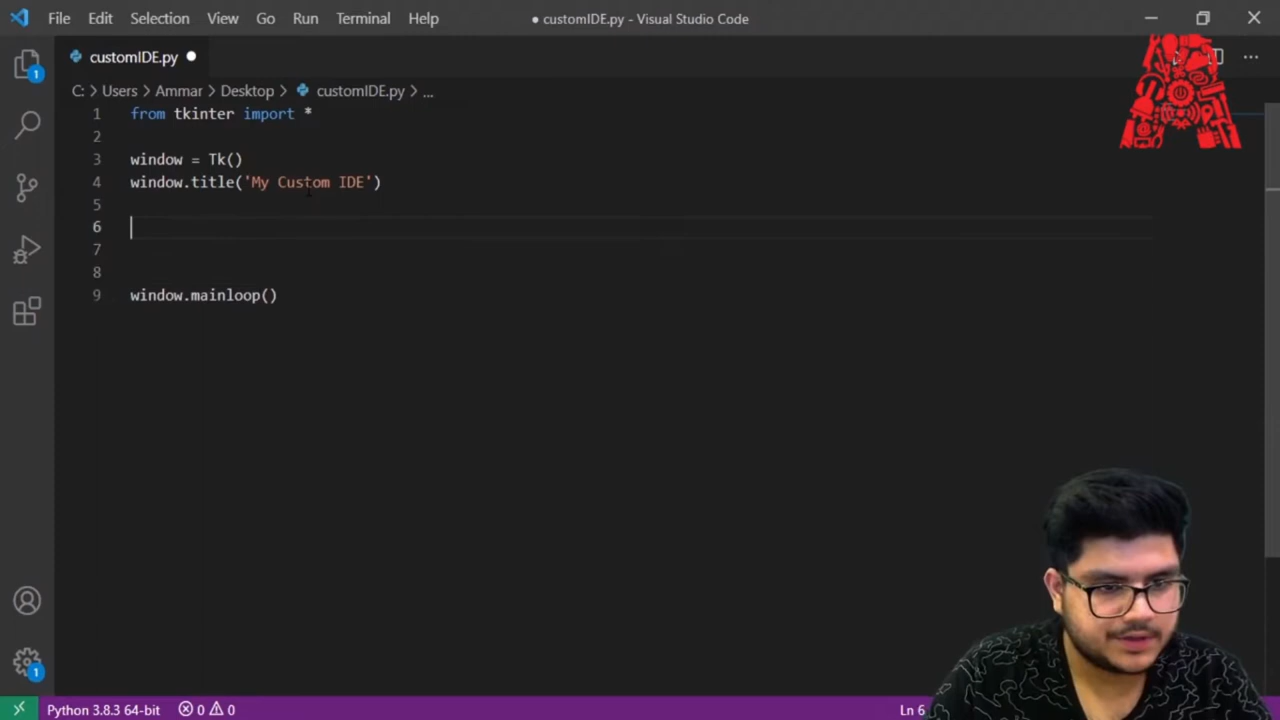 File Edit Selection View Go Run Terminal Help ● customIDE.py - Visual Studio Code
customIDE.py
C: > Users > Ammar > Desktop > customIDE.py > ...
1 from tkinter import *
2
3 window = Tk()
4 window.title('My Custom IDE')
5
6
7
8
9 window.mainloop()
1
1
Python 3.8.3 64-bit 0 0 Ln 6